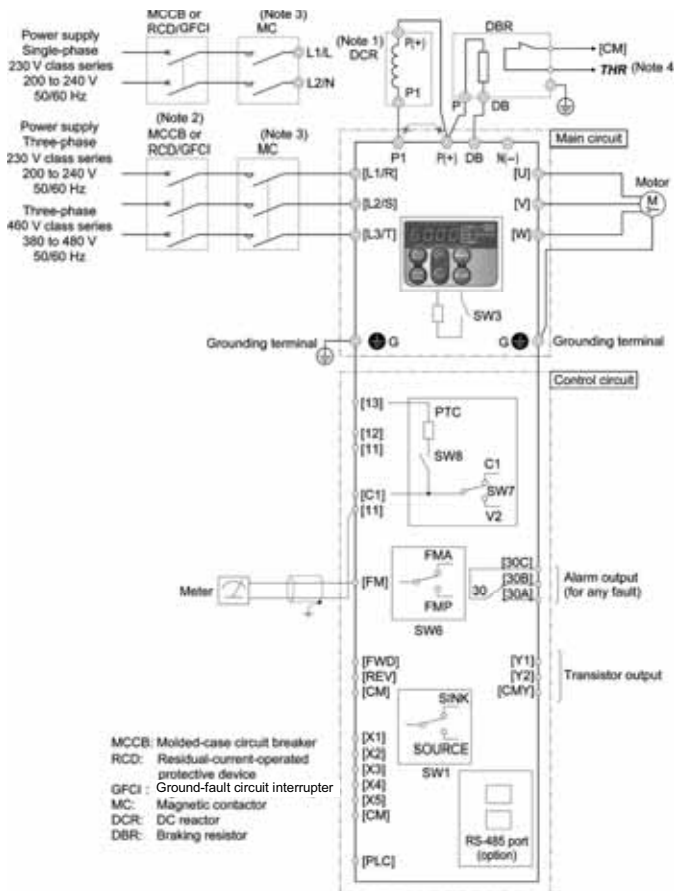 Power supply
Single-phase
230 V class series
200 to 240 V
50/60 Hz
MCCB or
RCD/GFCI
(Note 3)
MC
L1/L
L2/N
(Note 1)
DCR
P(+)
P1
DBR
P
DB
[CM]
THR (Note 4
Power supply
Three-phase
230 V class series
200 to 240 V
50/60 Hz
Three-phase
460 V class series
380 to 480 V
50/60 Hz
(Note 2)
MCCB or
RCD/GFCI
(Note 3)
MC
Main circuit
P1
P(+)
DB
N(−)
[L1/R]
[L2/S]
[L3/T]
[U]
[V]
[W]
Motor
M
SW3
Grounding terminal
G
G
Grounding terminal
Control circuit
[13]
[12]
[11]
[C1]
[11]
PTC
SW8
C1
SW7
V2
Meter
[FM]
FMA
FMP
SW6
30
[30C]
[30B]
[30A]
Alarm output
(for any fault)
[FWD]
[REV]
[CM]
[Y1]
[Y2]
[CMY]
Transistor output
SINK
SOURCE
SW1
[X1]
[X2]
[X3]
[X4]
[X5]
[CM]
[PLC]
RS-485 port
(option)
MCCB: Molded-case circuit breaker
RCD: Residual-current-operated
protective device
GFCI : Ground-fault circuit interrupter
MC: Magnetic contactor
DCR: DC reactor
DBR: Braking resistor